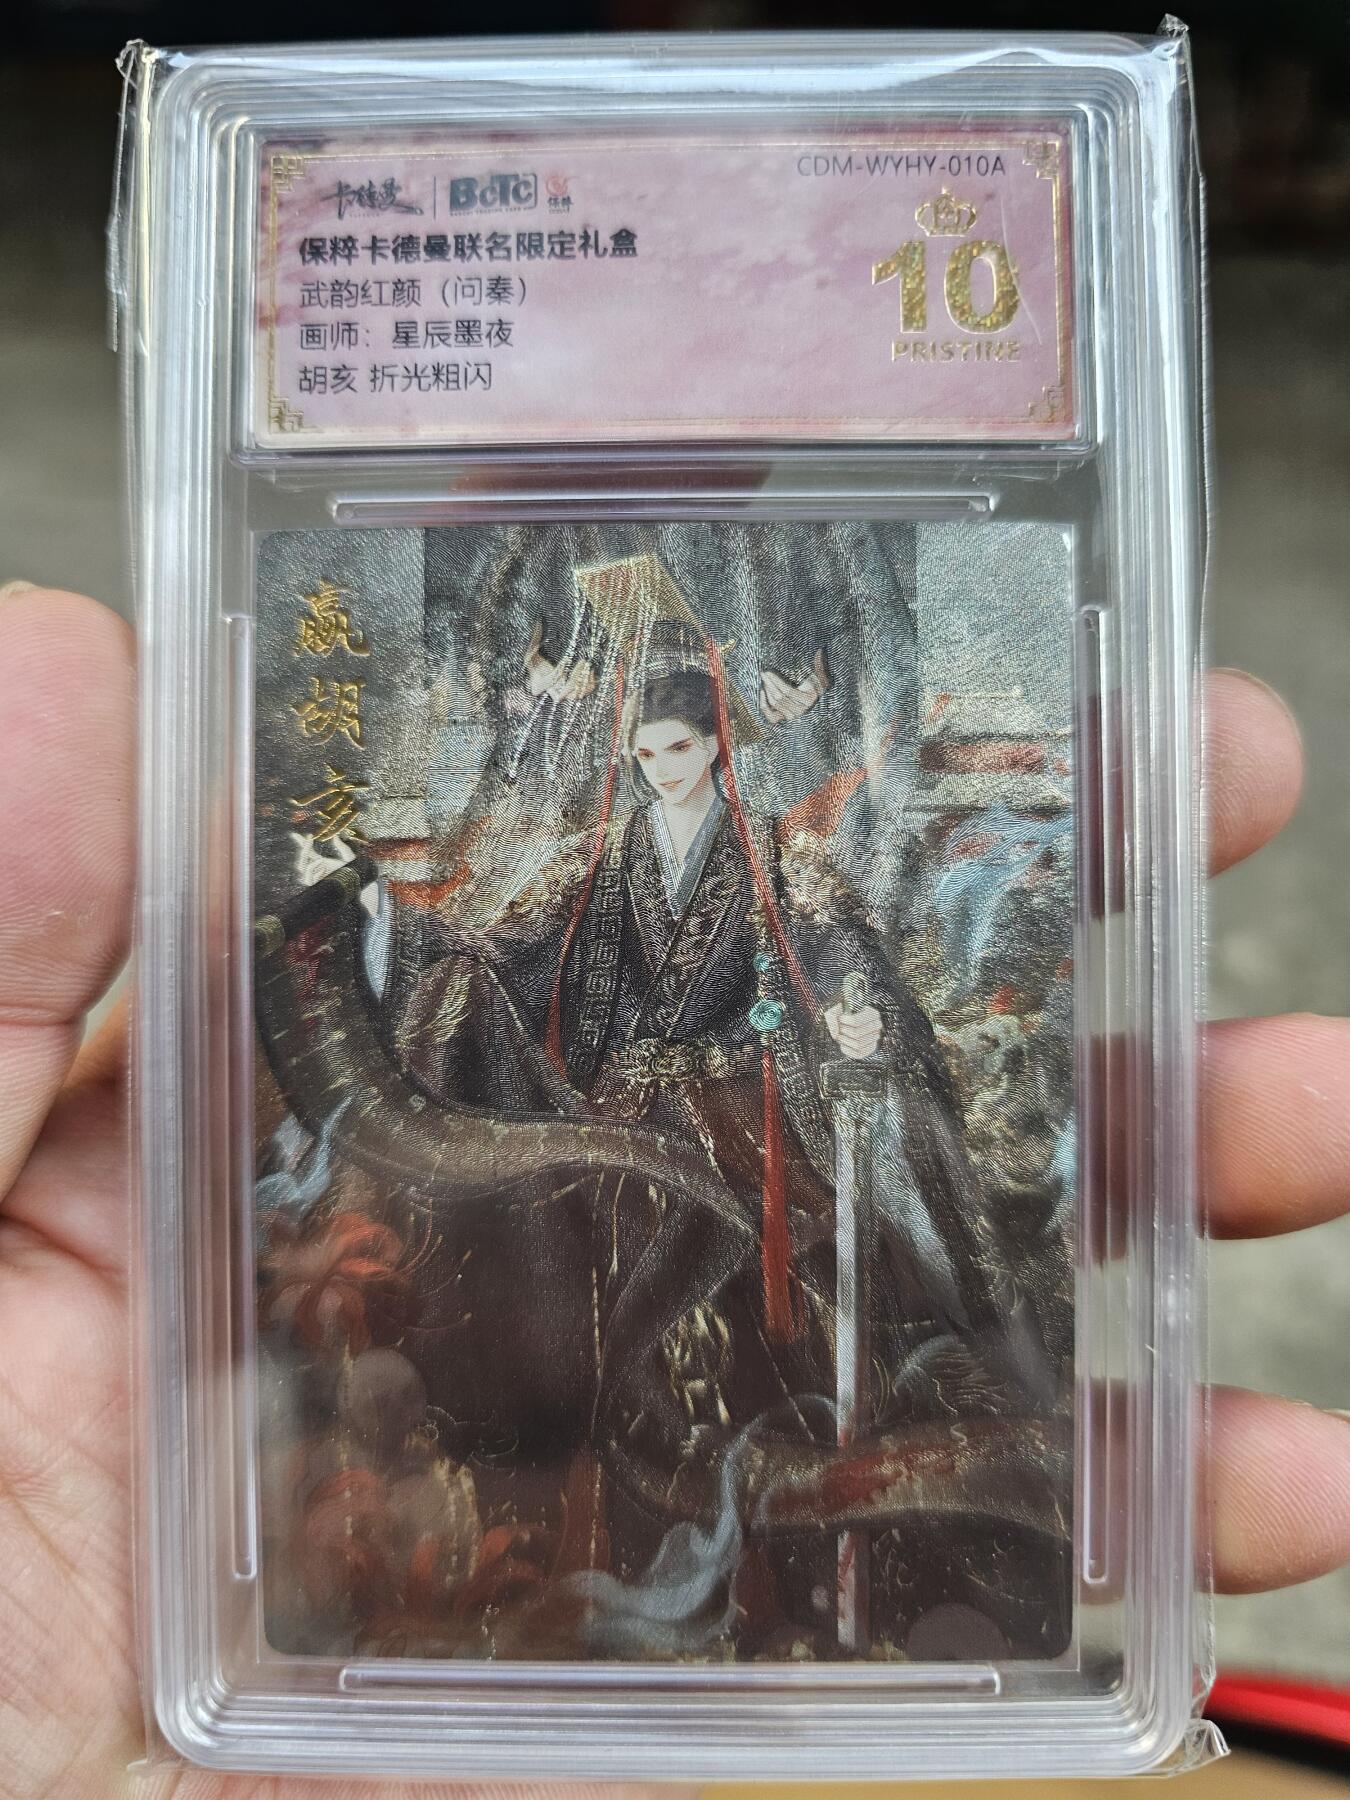 卡德曼 BCTC 保粹
CDM-WYHY-010A
保粹卡德曼联名限定礼盒
武韵红颜（问秦）
画师：星辰墨夜
胡亥 折光粗闪
10
PRISTINE
嬴胡亥